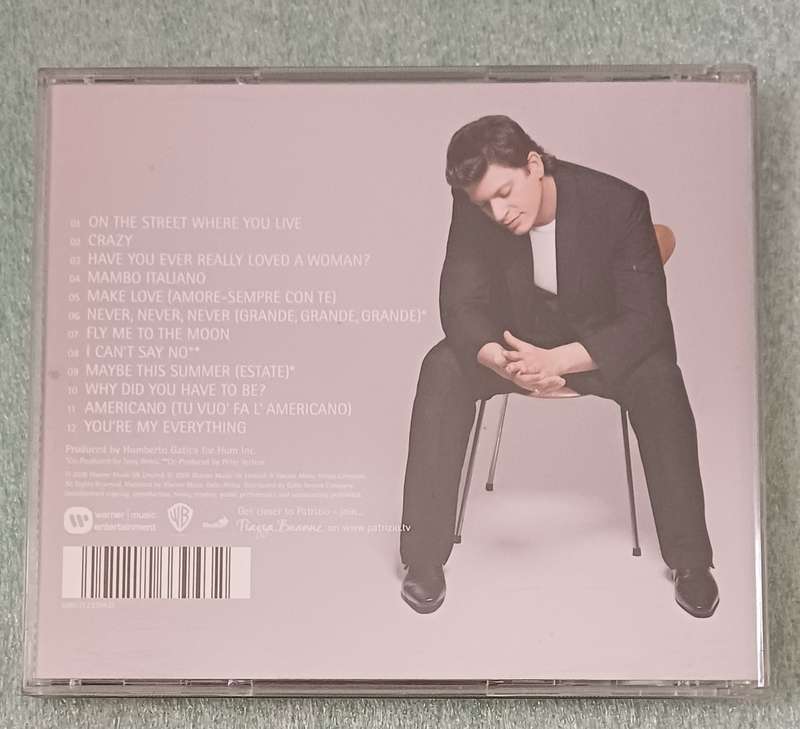 01 ON THE STREET WHERE YOU LIVE
02 CRAZY
03 HAVE YOU EVER REALLY LOVED A WOMAN?
04 MAMBO ITALIANO
05 MAKE LOVE (AMORE-SEMPRE CON TE)
06 NEVER, NEVER, NEVER (GRANDE, GRANDE, GRANDE)*
07 FLY ME TO THE MOON
08 I CAN'T SAY NO**
09 MAYBE THIS SUMMER (ESTATE)*
10 WHY DID YOU HAVE TO BE?
11 AMERICANO (TU VUO' FA L' AMERICANO)
12 YOU'RE MY EVERYTHING
Produced by Humberto Gatica for Hum Inc.
warner music entertainment
Get closer to Patrizio - join...
Piazza Buanne on www.patrizio.tv